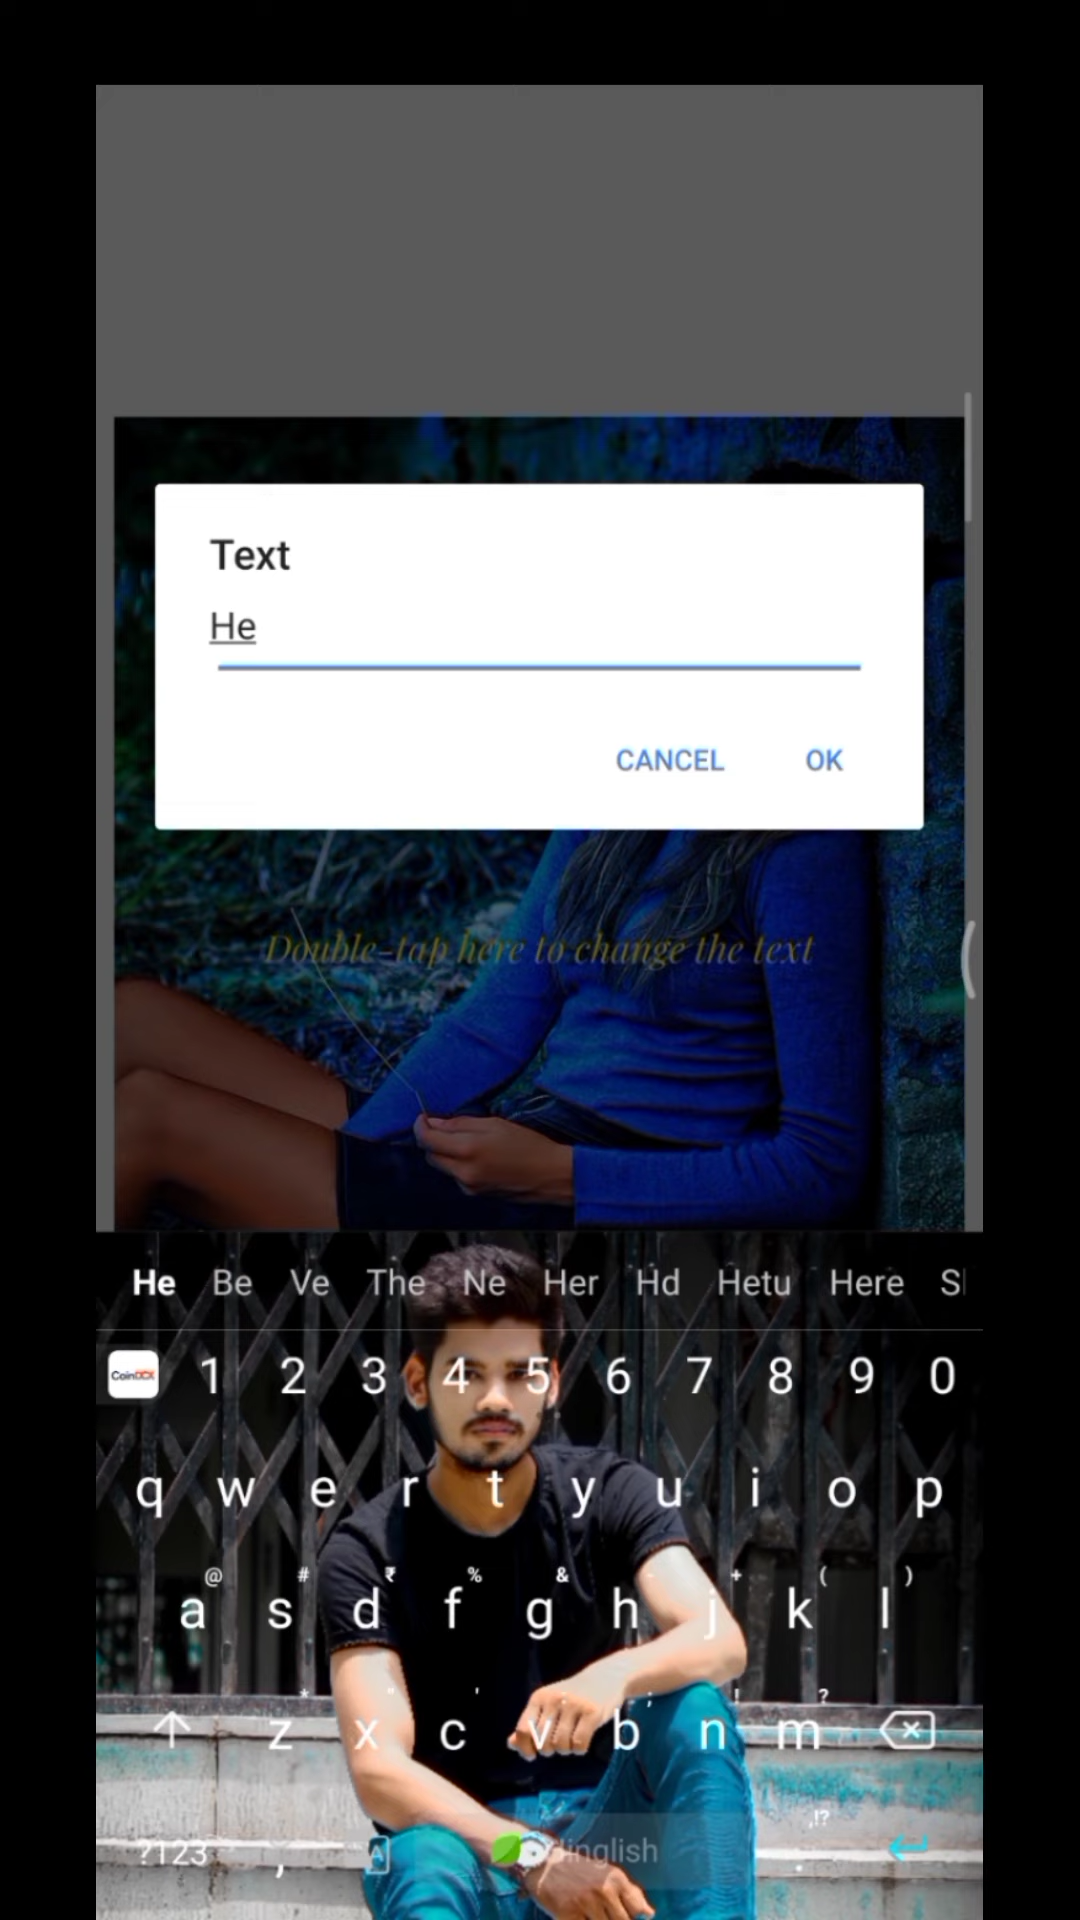 Text
He
CANCEL OK
Double-tap here to change the text
He Be Ve The Ne Her Hd Hetu Here
CoinDCX 1 2 3 4 5 6 7 8 9 0
q w e r t y u i o p
@ # ₹ % & - + ( )
a s d f g h j k l
* " ' : ; ! ?
z x c v b n m
,!?
?123 , A .